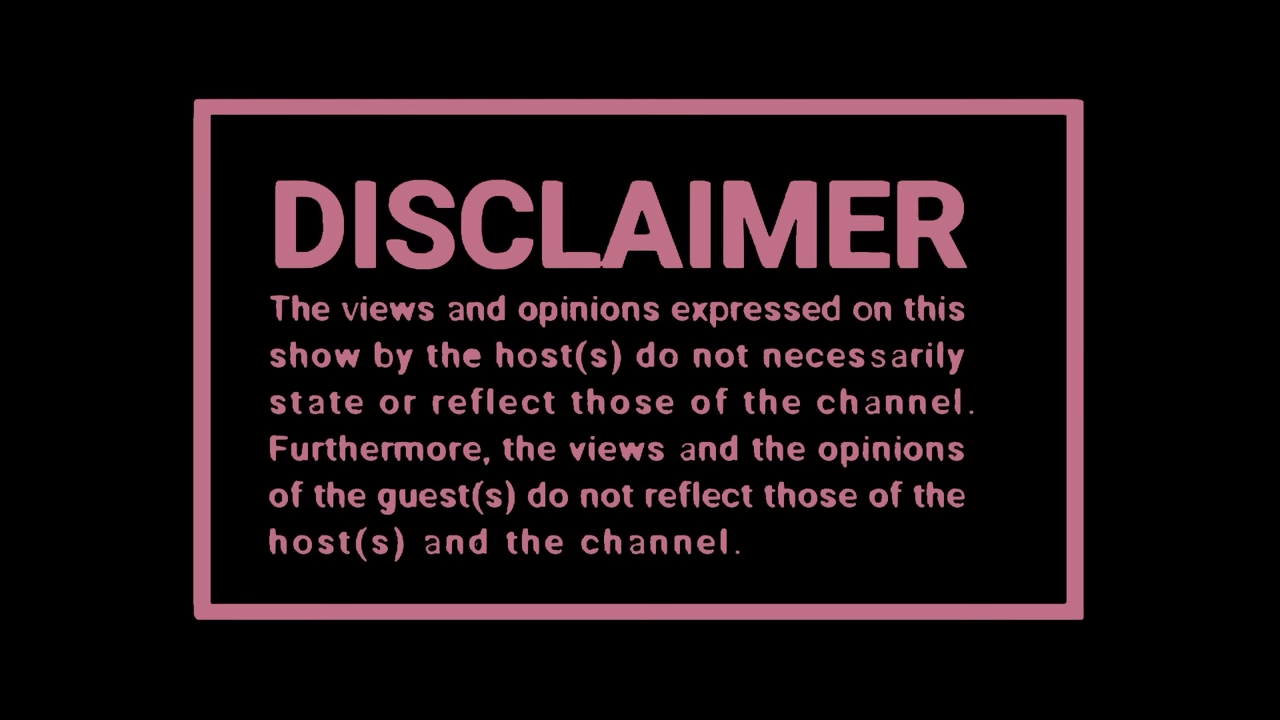 DISCLAIMER
The views and opinions expressed on this
show by the host(s) do not necessarily
state or reflect those of the channel.
Furthermore, the views and the opinions
of the guest(s) do not reflect those of the
host(s) and the channel.